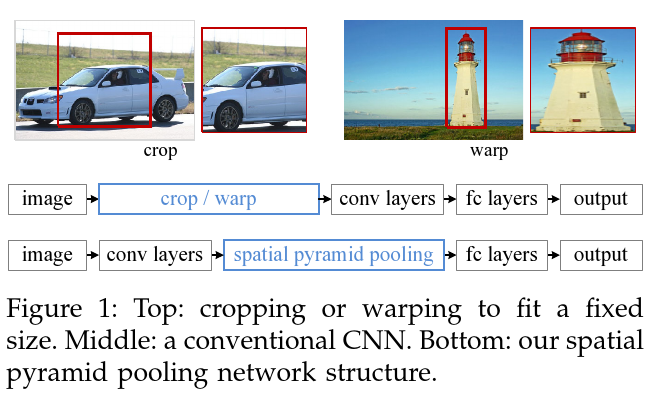 crop
warp
image
crop / warp
conv layers
fc layers
output
image
conv layers
spatial pyramid pooling
fc layers
output
Figure 1: Top: cropping or warping to fit a fixed
size. Middle: a conventional CNN. Bottom: our spatial
pyramid pooling network structure.